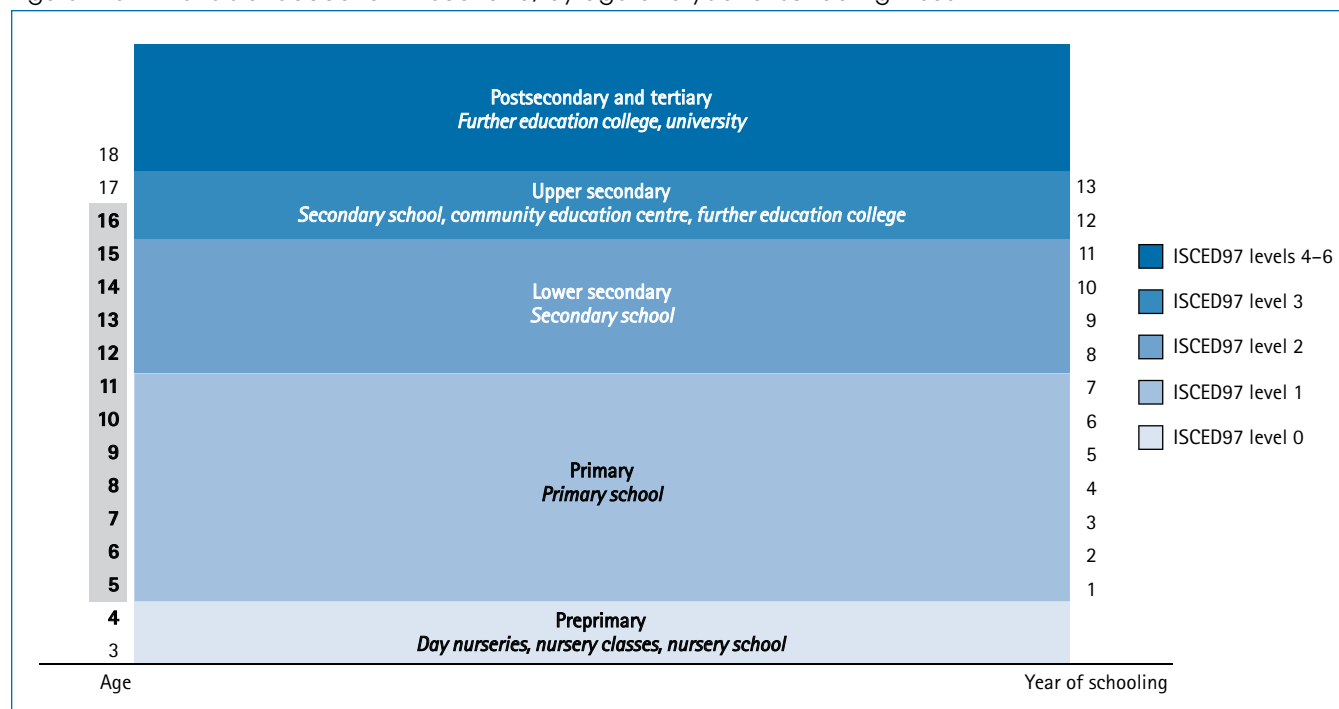 Postsecondary and tertiary
Further education college, university
18
17
Upper secondary
13
16
Secondary school, community education centre, further education college
12
15
11
ISCED97 levels 4–6
14
Lower secondary
10
ISCED97 level 3
13
Secondary school
9
12
8
ISCED97 level 2
11
7
ISCED97 level 1
10
6
9
5
ISCED97 level 0
8
Primary
4
Primary school
7
3
6
2
5
1
4
Preprimary
3
Day nurseries, nursery classes, nursery school
Age
Year of schooling